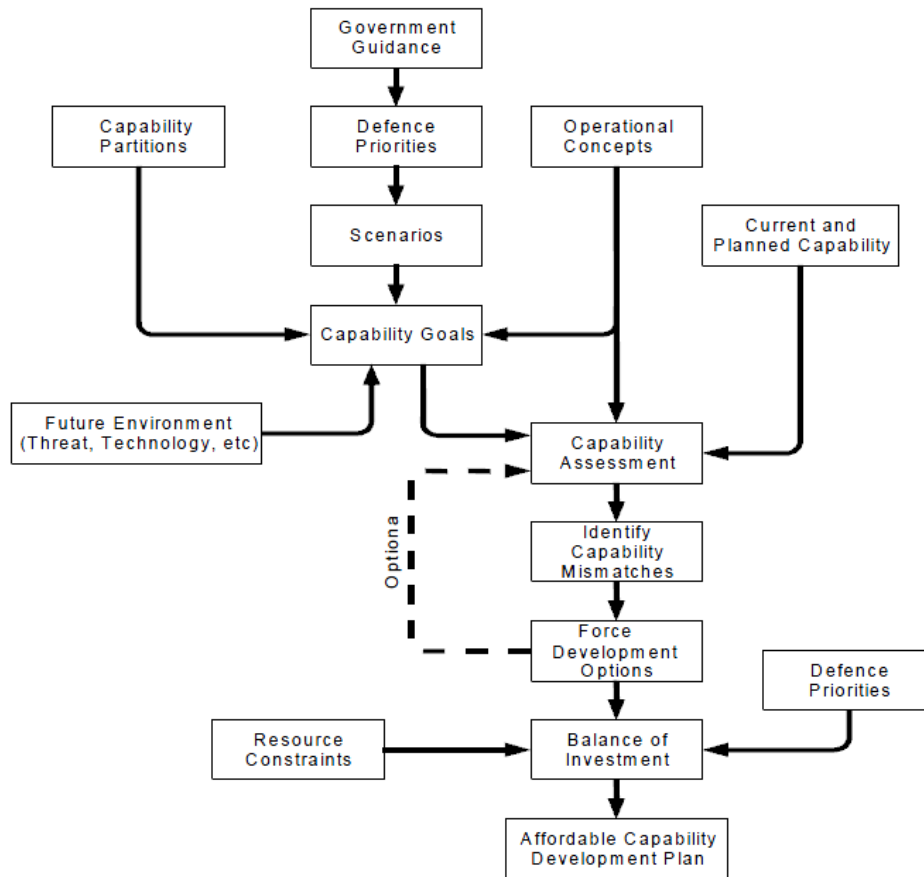 Government
Guidance
Capability
Partitions
Defence
Priorities
Operational
Concepts
Scenarios
Current and
Planned Capability
Capability Goals
Future Environment
(Threat, Technology, etc)
Capability
Assessment
Optiona
Identify
Capability
Mismatches
Force
Development
Options
Defence
Priorities
Resource
Constraints
Balance of
Investment
Affordable Capability
Development Plan